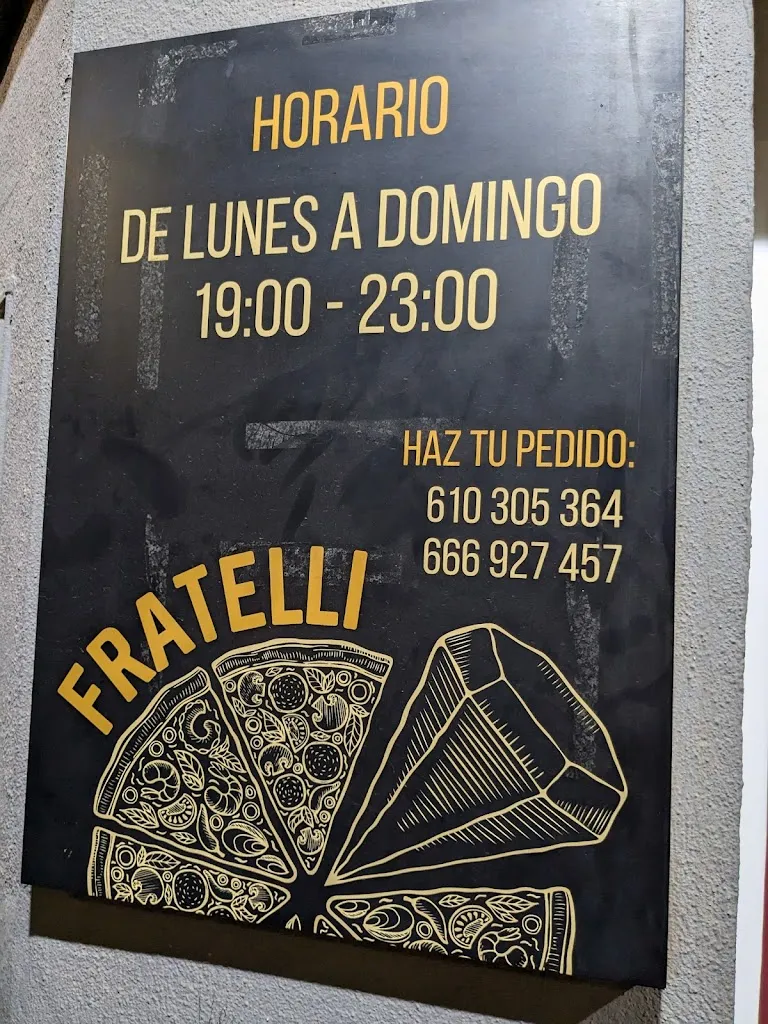 HORARIO
DE LUNES A DOMINGO
19:00 - 23:00
HAZ TU PEDIDO:
610 305 364
666 927 457
FRATELLI